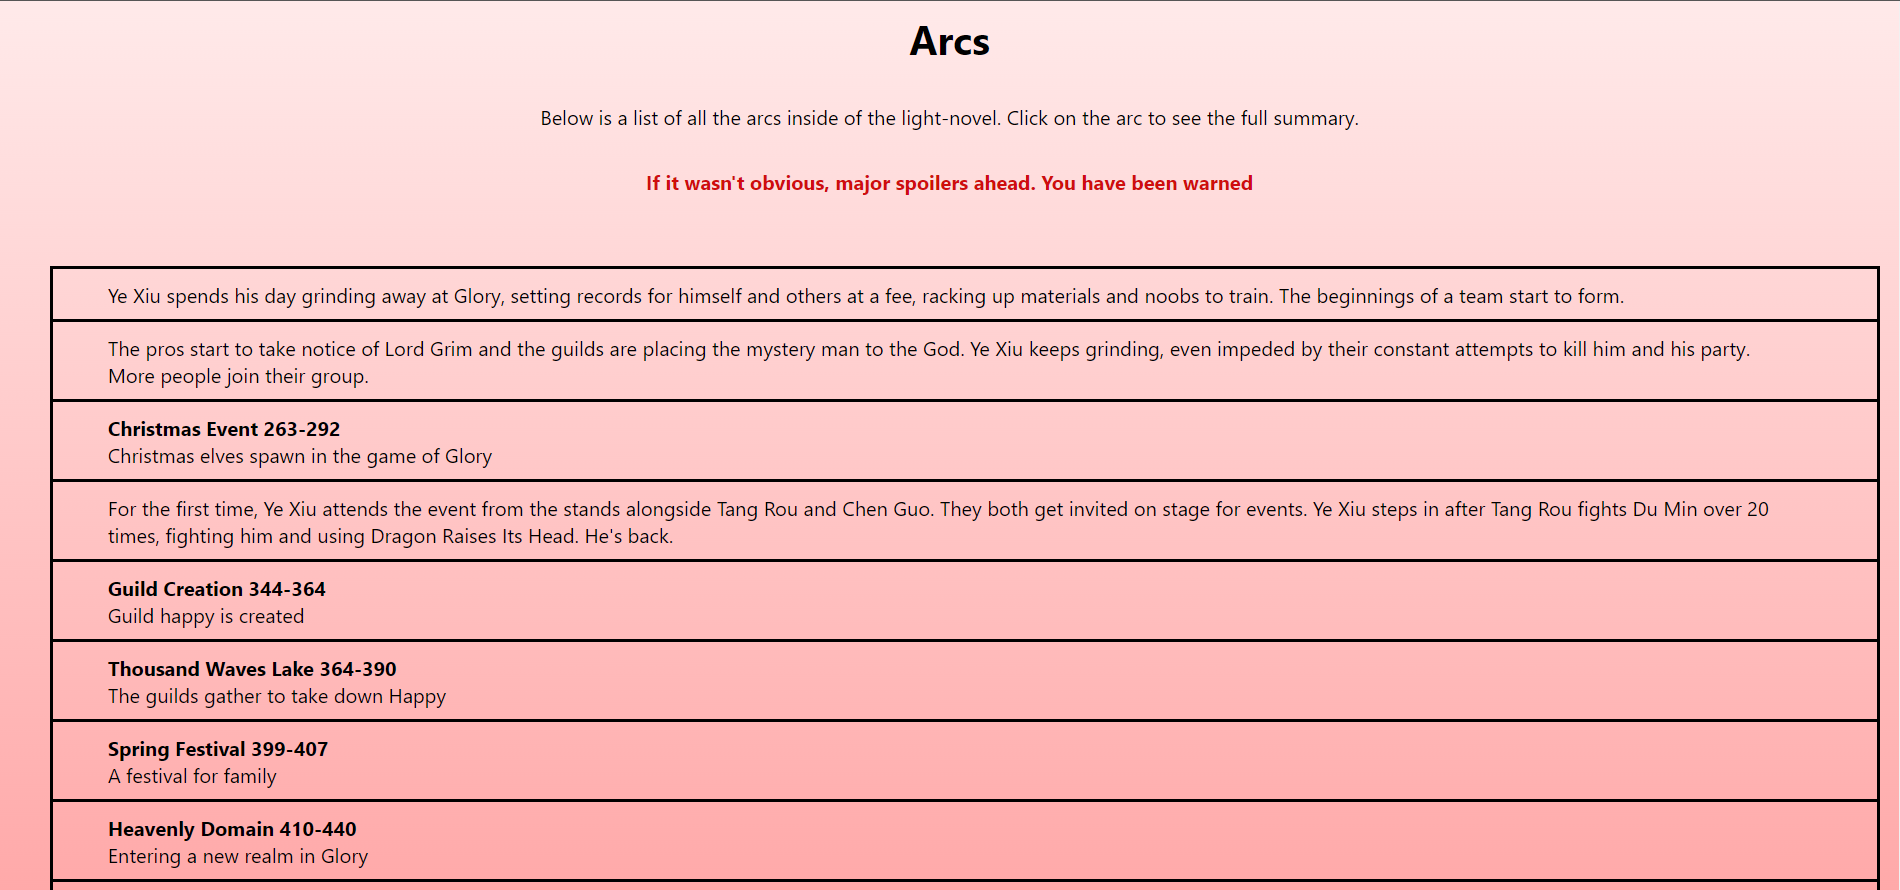 Arcs
Below is a list of all the arcs inside of the light-novel. Click on the arc to see the full summary.
If it wasn't obvious, major spoilers ahead. You have been warned
Ye Xiu spends his day grinding away at Glory, setting records for himself and others at a fee, racking up materials and noobs to train. The beginnings of a team start to form.
The pros start to take notice of Lord Grim and the guilds are placing the mystery man to the God. Ye Xiu keeps grinding, even impeded by their constant attempts to kill him and his party.
More people join their group.
Christmas Event 263-292
Christmas elves spawn in the game of Glory
For the first time, Ye Xiu attends the event from the stands alongside Tang Rou and Chen Guo. They both get invited on stage for events. Ye Xiu steps in after Tang Rou fights Du Min over 20
times, fighting him and using Dragon Raises Its Head. He's back.
Guild Creation 344-364
Guild happy is created
Thousand Waves Lake 364-390
The guilds gather to take down Happy
Spring Festival 399-407
A festival for family
Heavenly Domain 410-440
Entering a new realm in Glory